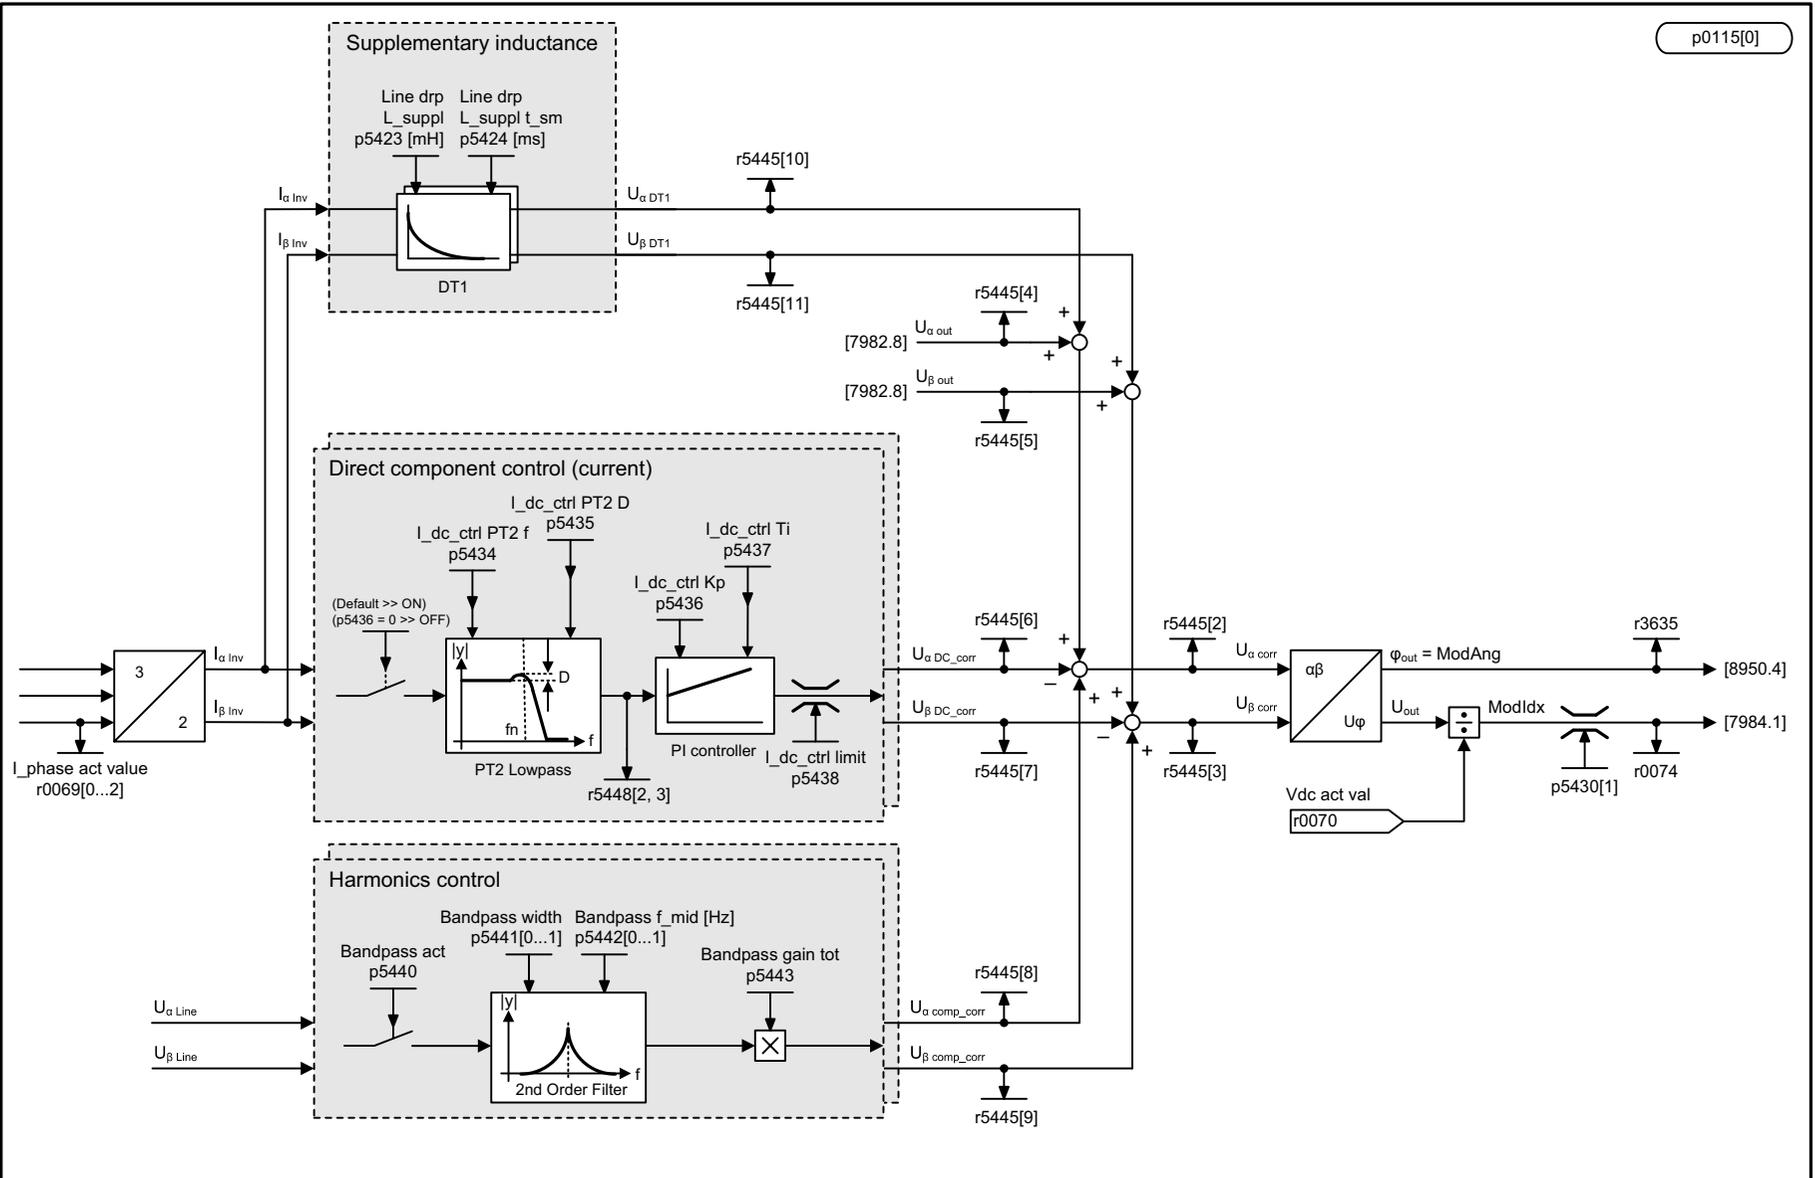 p0115[0]
Supplementary inductance
Line drp
L_suppl
p5423 [mH]
Line drp
L_suppl t_sm
p5424 [ms]
r5445[10]
Iα Inv
Uα DT1
Iβ Inv
Uβ DT1
DT1
r5445[11]
r5445[4]
+
[7982.8]
Uα out
+
+
[7982.8]
Uβ out
+
r5445[5]
Direct component control (current)
I_dc_ctrl PT2 D
p5435
I_dc_ctrl PT2 f
p5434
I_dc_ctrl Ti
p5437
I_dc_ctrl Kp
p5436
(Default >> ON)
(p5436 = 0 >> OFF)
|y|
D
fn
f
PT2 Lowpass
r5448[2, 3]
PI controller
I_dc_ctrl limit
p5438
3
2
Iα Inv
Iβ Inv
I_phase act value
r0069[0...2]
r5445[6]
Uα DC_corr
+
–
+
Uβ DC_corr
+
–
+
r5445[7]
r5445[2]
Uα corr
Uβ corr
r5445[3]
αβ
Uφ
φout = ModAng
r3635
[8950.4]
Uout
÷
ModIdx
[7984.1]
p5430[1]
r0074
Vdc act val
r0070
Harmonics control
Bandpass width
p5441[0...1]
Bandpass f_mid [Hz]
p5442[0...1]
Bandpass act
p5440
Bandpass gain tot
p5443
|y|
f
2nd Order Filter
×
Uα Line
Uβ Line
r5445[8]
Uα comp_corr
Uβ comp_corr
r5445[9]